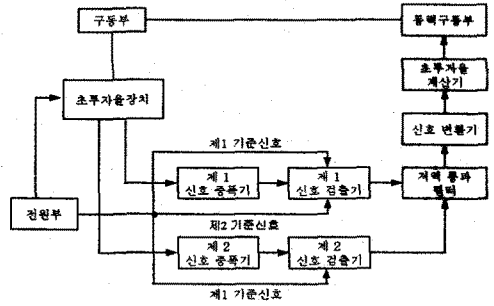 구동부
동력구동부
초투자율장치
초투자율
계산기
신호 변환기
제1 기준신호
제 1
신호 증폭기
제 1
신호 검출기
저역 통과
필터
전원부
제2 기준신호
제 2
신호 증폭기
제 2
신호 검출기
제1 기준신호